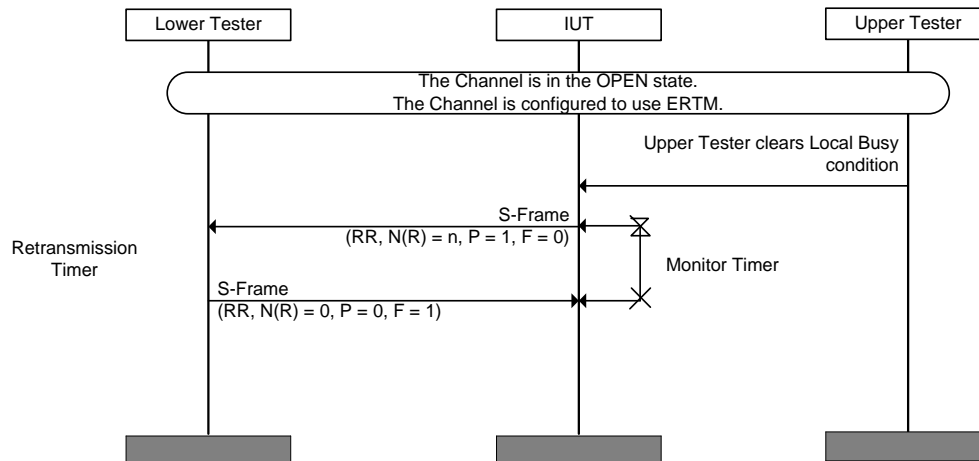 Lower Tester
IUT
Upper Tester
The Channel is in the OPEN state.
The Channel is configured to use ERTM.
Upper Tester clears Local Busy
condition
S-Frame
(RR, N(R) = n, P = 1, F = 0)
Retransmission
Timer
Monitor Timer
S-Frame
(RR, N(R) = 0, P = 0, F = 1)